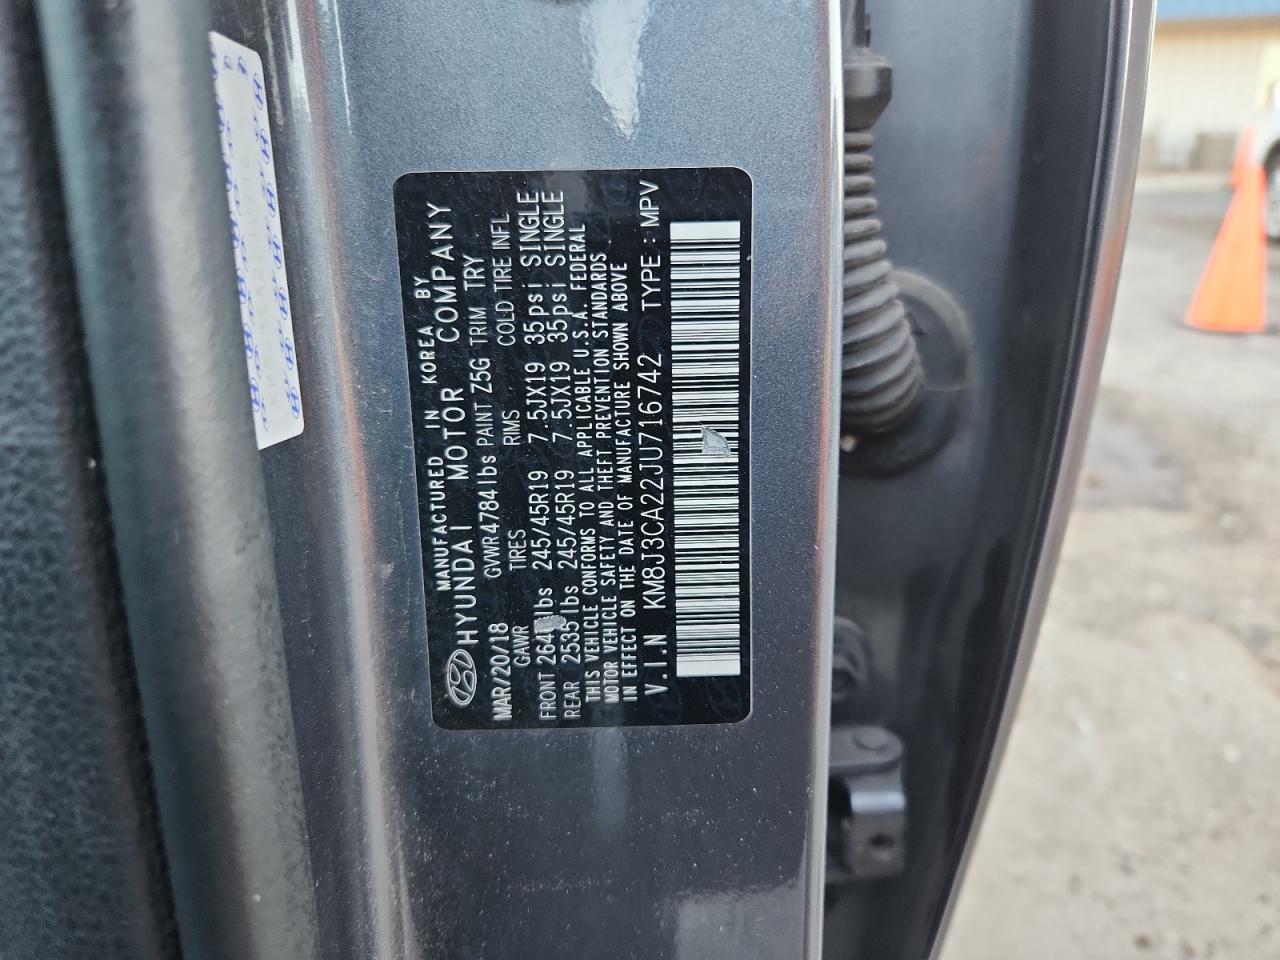 MANUFACTURED IN KOREA BY
HYUNDAI MOTOR COMPANY
MAR/20/18 GVWR 4784lbs PAINT Z5G TRIM TRY
GAWR TIRES RIMS COLD TIRE INFL
FRONT lbs 245/45R19 7.5JX19 35psi SINGLE
REAR 2535lbs 245/45R19 7.5JX19 35psi SINGLE
THIS VEHICLE CONFORMS TO ALL APPLICABLE U.S.A. FEDERAL
MOTOR VEHICLE SAFETY AND THEFT PREVENTION STANDARDS
IN EFFECT ON THE DATE OF MANUFACTURE SHOWN ABOVE
V.I.N KM8J3CA22JU716742 TYPE : MPV